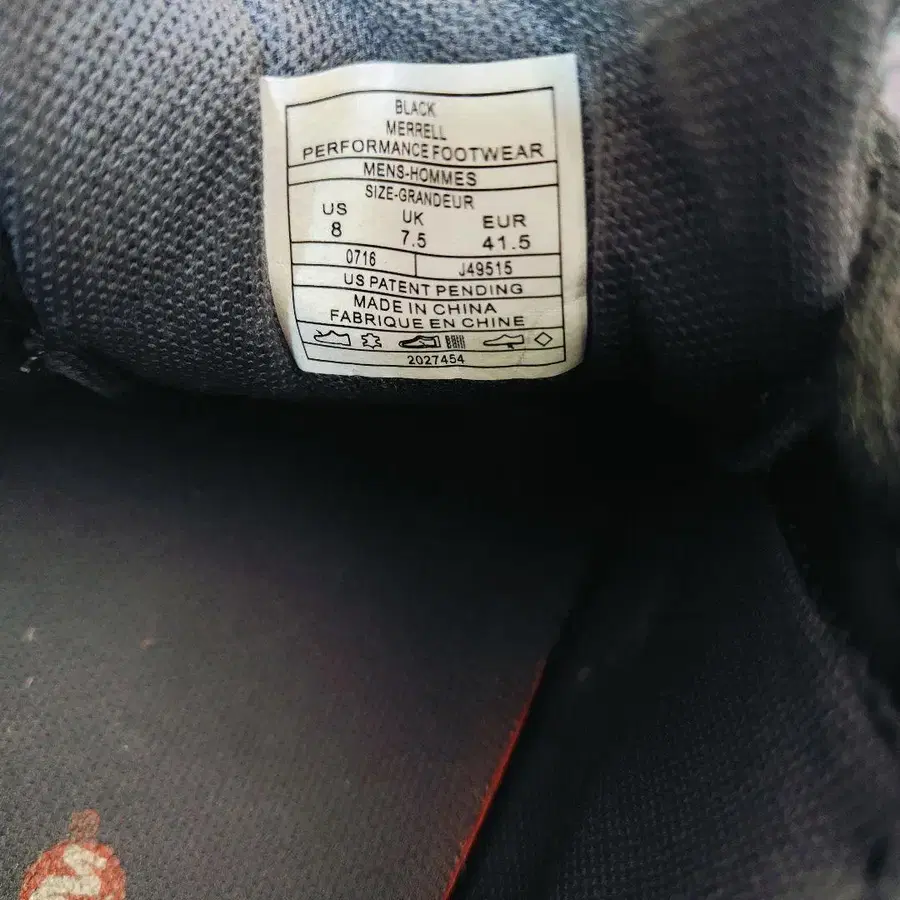 BLACK
MERRELL
PERFORMANCE FOOTWEAR
MENS-HOMMES
SIZE-GRANDEUR
US UK EUR
8 7.5 41.5
0716 J49515
US PATENT PENDING
MADE IN CHINA
FABRIQUE EN CHINE
2027454